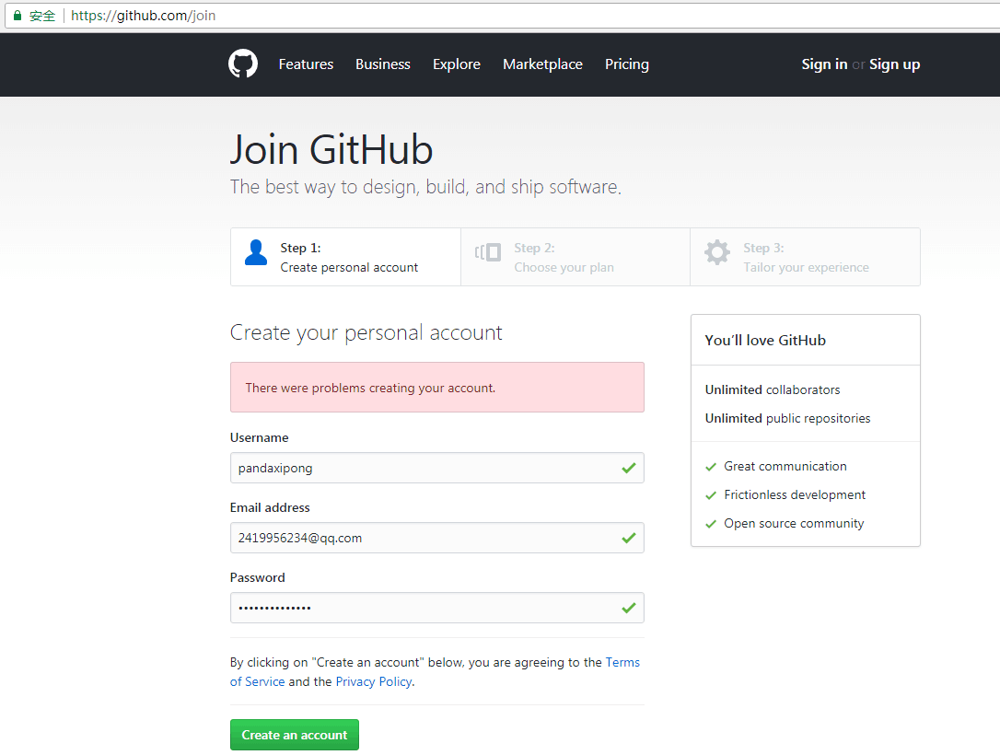 安全 https://github.com/join
Features Business Explore Marketplace Pricing Sign in or Sign up
Join GitHub
The best way to design, build, and ship software.
Step 1:
Create personal account
Step 2:
Choose your plan
Step 3:
Tailor your experience
Create your personal account
There were problems creating your account.
Username
pandaxipong
Email address
2419956234@qq.com
Password
••••••••••••••
By clicking on "Create an account" below, you are agreeing to the Terms
of Service and the Privacy Policy.
Create an account
You’ll love GitHub
Unlimited collaborators
Unlimited public repositories
Great communication
Frictionless development
Open source community